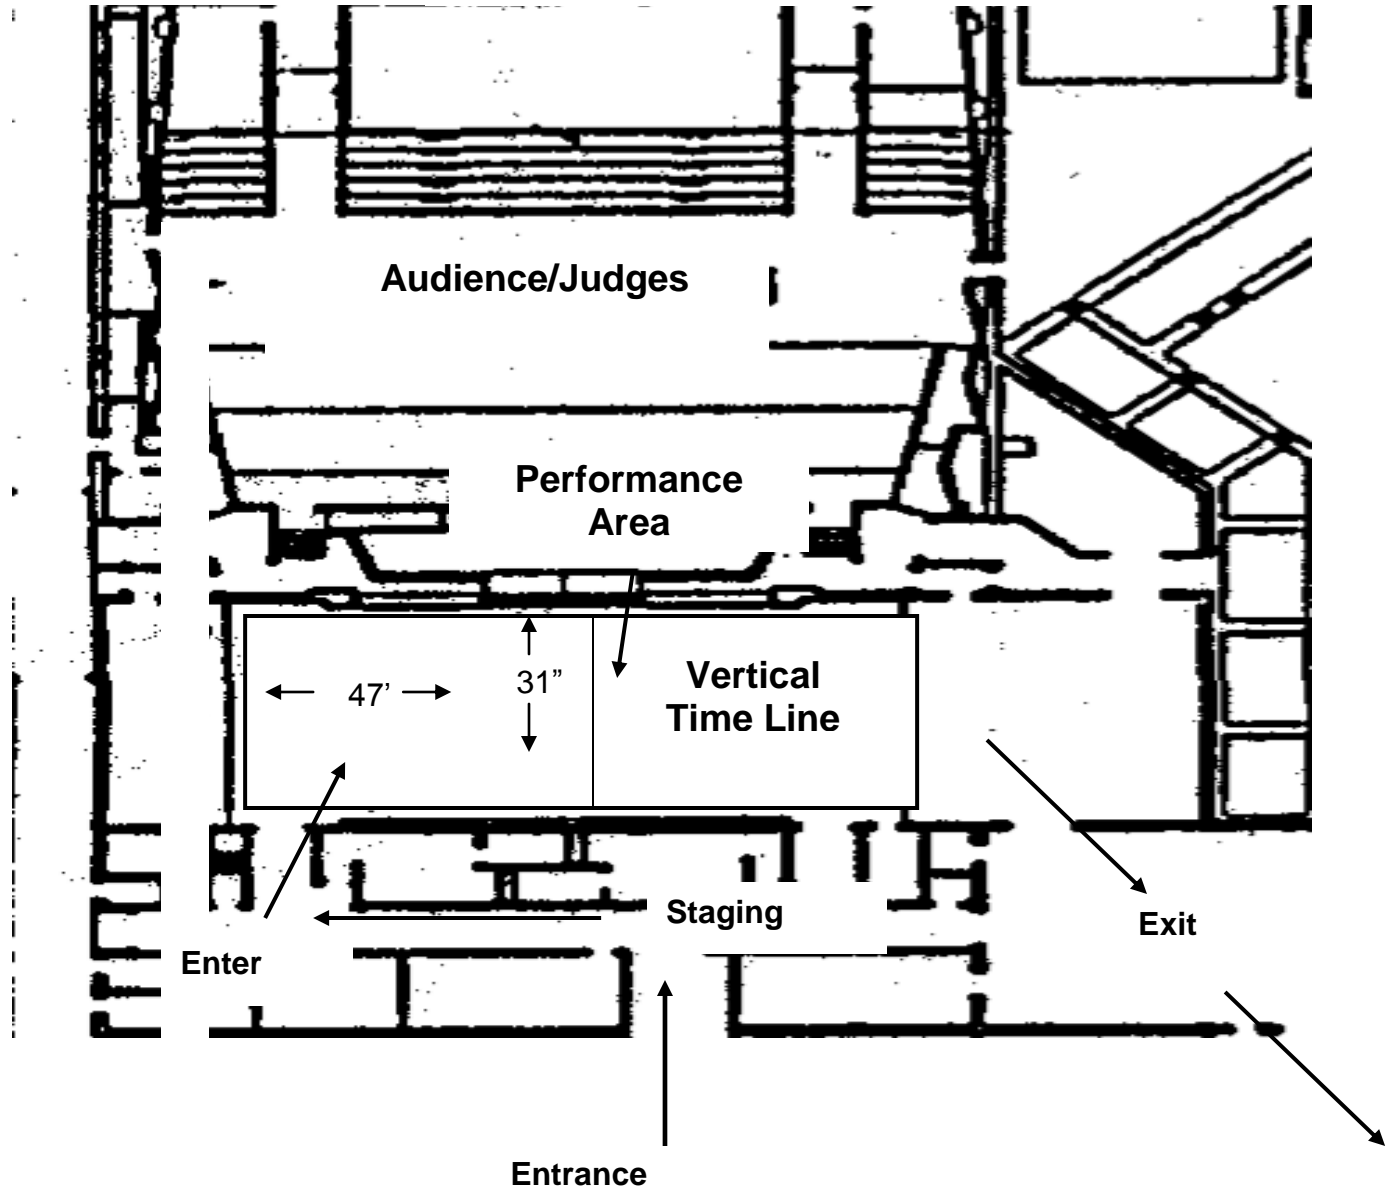 Audience/Judges
Performance
Area
47’
31”
Vertical
Time Line
Staging
Exit
Enter
Entrance